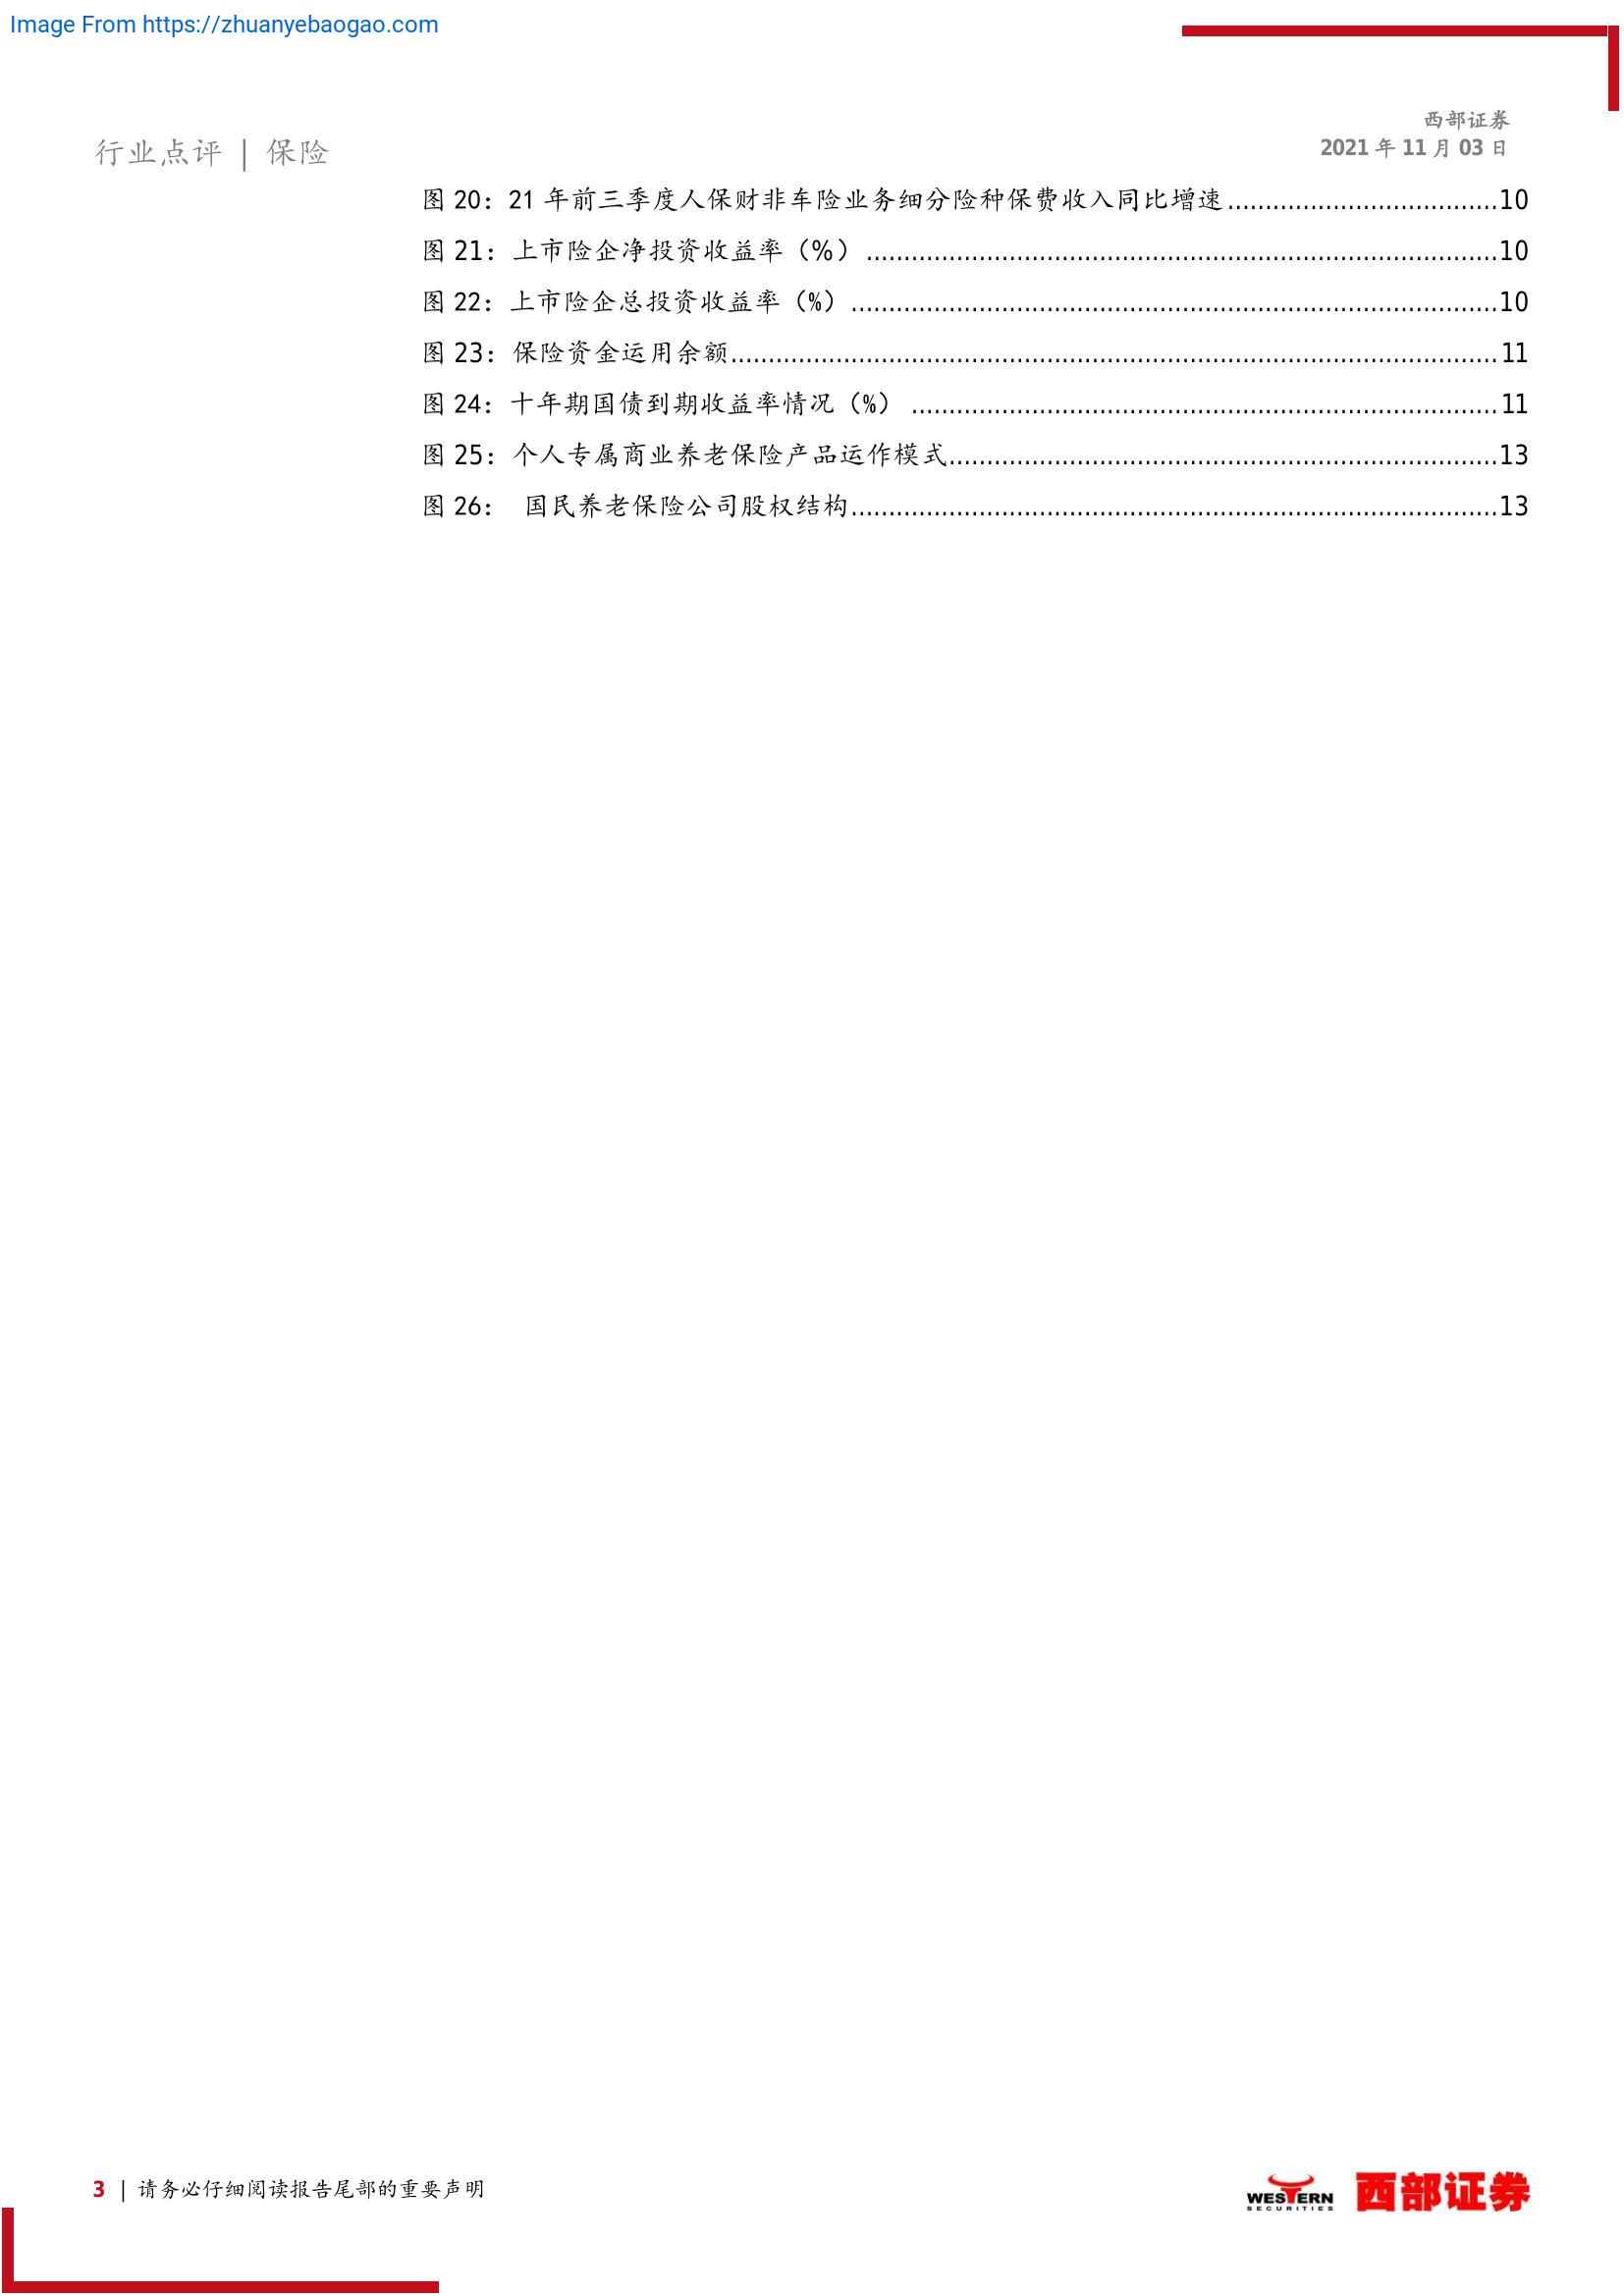 Image From https://zhuanyebaogao.com
西部证券
行业点评 | 保险
2021 年 11 月 03 日
图 20：21 年前三季度人保财非车险业务细分险种保费收入同比增速....................................10
图 21：上市险企净投资收益率（%）....................................................................................10
图 22：上市险企总投资收益率（%）......................................................................................10
图 23：保险资金运用余额......................................................................................................11
图 24：十年期国债到期收益率情况（%） ..............................................................................11
图 25：个人专属商业养老保险产品运作模式.........................................................................13
图 26： 国民养老保险公司股权结构......................................................................................13
3 | 请务必仔细阅读报告尾部的重要声明
WESTERN
SECURITIES
西部证券